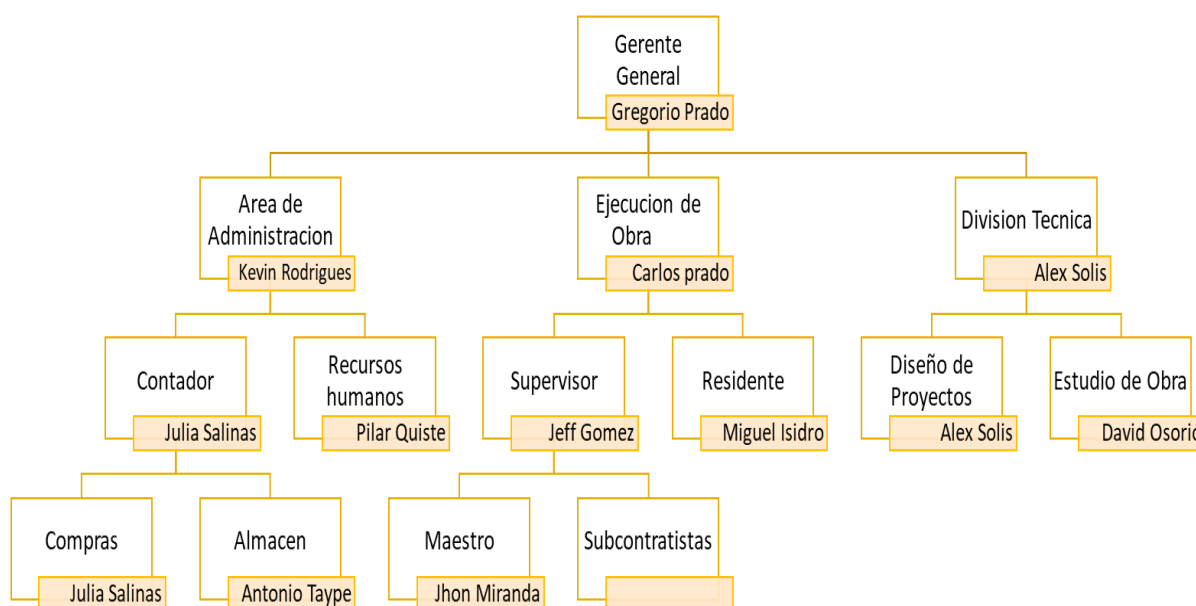 Gerente
General
Gregorio Prado
Area de
Administracion
Kevin Rodrigues
Ejecucion de
Obra
Carlos prado
Division Tecnica
Alex Solis
Contador
Julia Salinas
Recursos
humanos
Pilar Quiste
Supervisor
Jeff Gomez
Residente
Miguel Isidro
Diseño de
Proyectos
Alex Solis
Estudio de Obra
David Osorio
Compras
Julia Salinas
Almacen
Antonio Taype
Maestro
Jhon Miranda
Subcontratistas